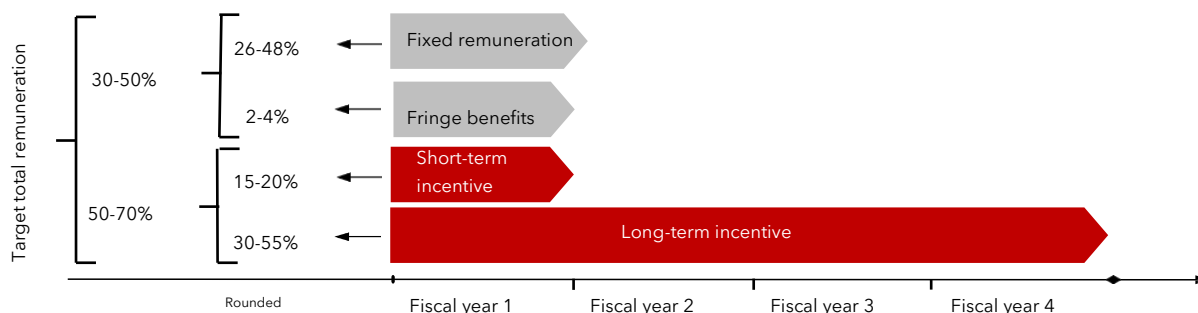 Target total remuneration
30-50%
26-48%
Fixed remuneration
2-4%
Fringe benefits
50-70%
15-20%
Short-term
incentive
30-55%
Long-term incentive
Rounded
Fiscal year 1
Fiscal year 2
Fiscal year 3
Fiscal year 4